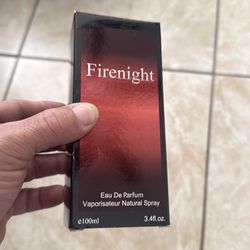 Firenight
Eau De Parfum
Vaporisateur Natural Spray
e100ml 3.4fl.oz